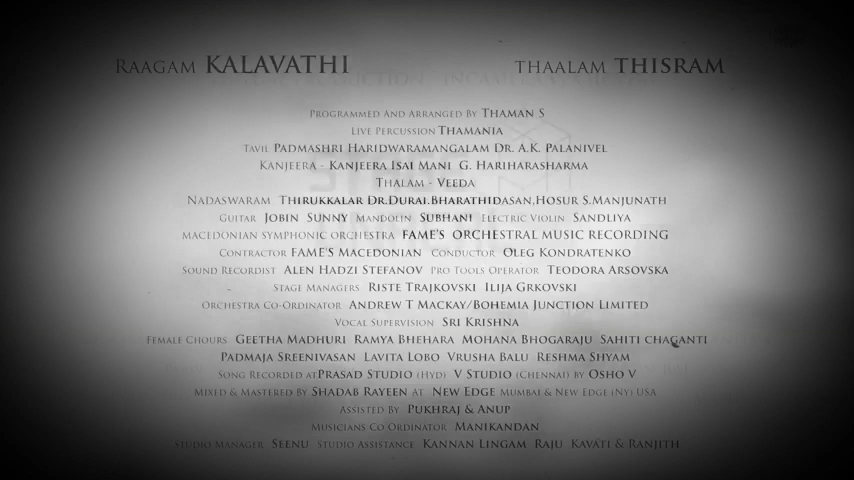 RAAGAM KALAVATHI THAALAM THISRAM
PROGRAMMED AND ARRANGED BY THAMAN S
LIVE PERCUSSION THAMANIA
TAVIL PADMASHRI HARIDWARAMANGALAM DR. A.K. PALANIVEL
KANJEERA - KANJEERA ISAI MANI G. HARIHARASHARMA
THALAM - VEEDA
NADASWARAM THIRUKKALAR DR.DURAI.BHARATHIDASAN,HOSUR S.MANJUNATH
GUITAR JOBIN SUNNY MANDOLIN SUBHANI ELECTRIC VIOLIN SANDLIYA
MACEDONIAN SYMPHONIC ORCHESTRA FAME'S ORCHESTRAL MUSIC RECORDING
CONTRACTOR FAME'S MACEDONIAN CONDUCTOR OLEG KONDRATENKO
SOUND RECORDIST ALEN HADZI STEFANOV PRO TOOLS OPERATOR TEODORA ARSOVSKA
STAGE MANAGERS RISTE TRAJKOVSKI ILIJA GRKOVSKI
ORCHESTRA CO-ORDINATOR ANDREW T MACKAY/BOHEMIA JUNCTION LIMITED
VOCAL SUPERVISION SRI KRISHNA
FEMALE CHOURS GEETHA MADHURI RAMYA BHEHARA MOHANA BHOGARAJU SAHITI CHAGANTI
PADMAJA SREENIVASAN LAVITA LOBO VRUSHA BALU RESHMA SHYAM
SONG RECORDED AT PRASAD STUDIO (HYD) V STUDIO (CHENNAI) BY OSHO V
MIXED & MASTERED BY SHADAB RAYEEN AT NEW EDGE MUMBAI & NEW EDGE (NY) USA
ASSISTED BY PUKHRAJ & ANUP
MUSICIANS CO ORDINATOR MANIKANDAN
STUDIO MANAGER SEENU STUDIO ASSISTANCE KANNAN LINGAM RAJU KAVATI & RANJITH